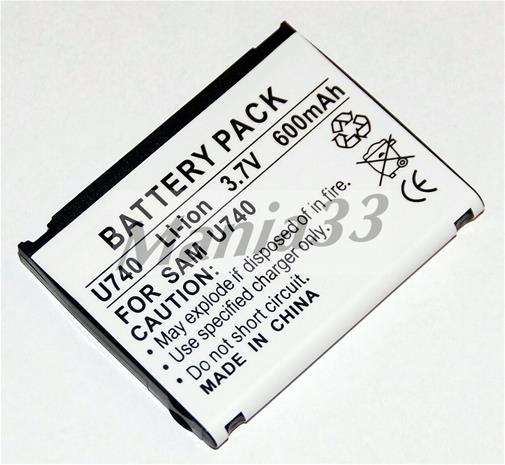 BATTERY PACK
U740 Li-ion 3.7V 600mAh
FOR SAM U740
CAUTION:
• May explode if disposed in fire.
• Use specified charger only.
• Do not short circuit.
MADE IN CHINA
Mania33